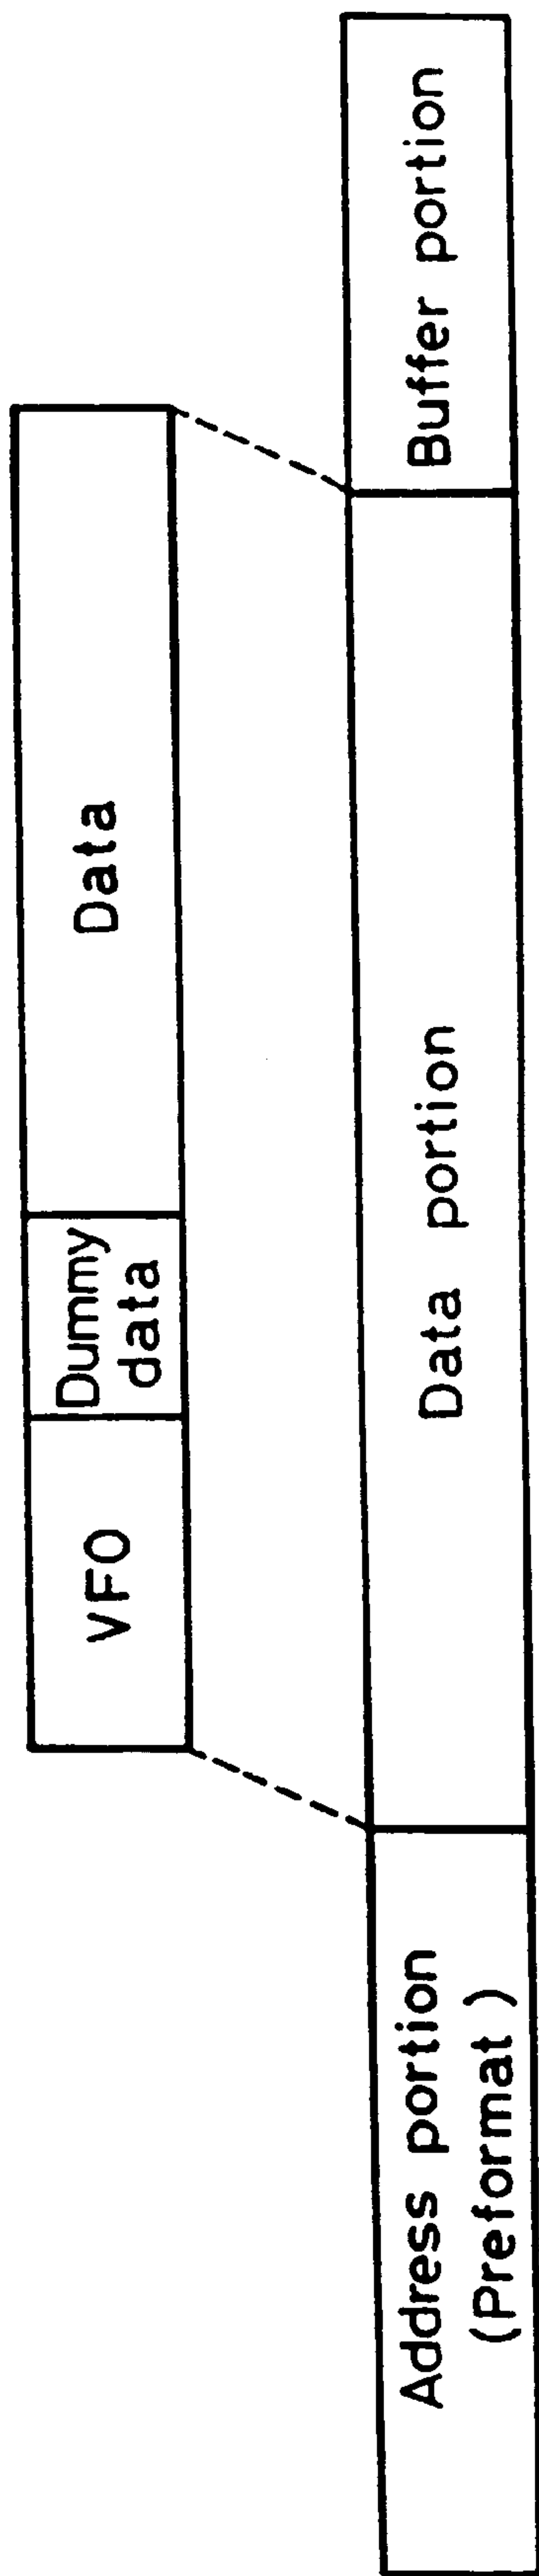 VFO
Dummy
data
Data
Address portion
(Preformat)
Data portion
Buffer portion